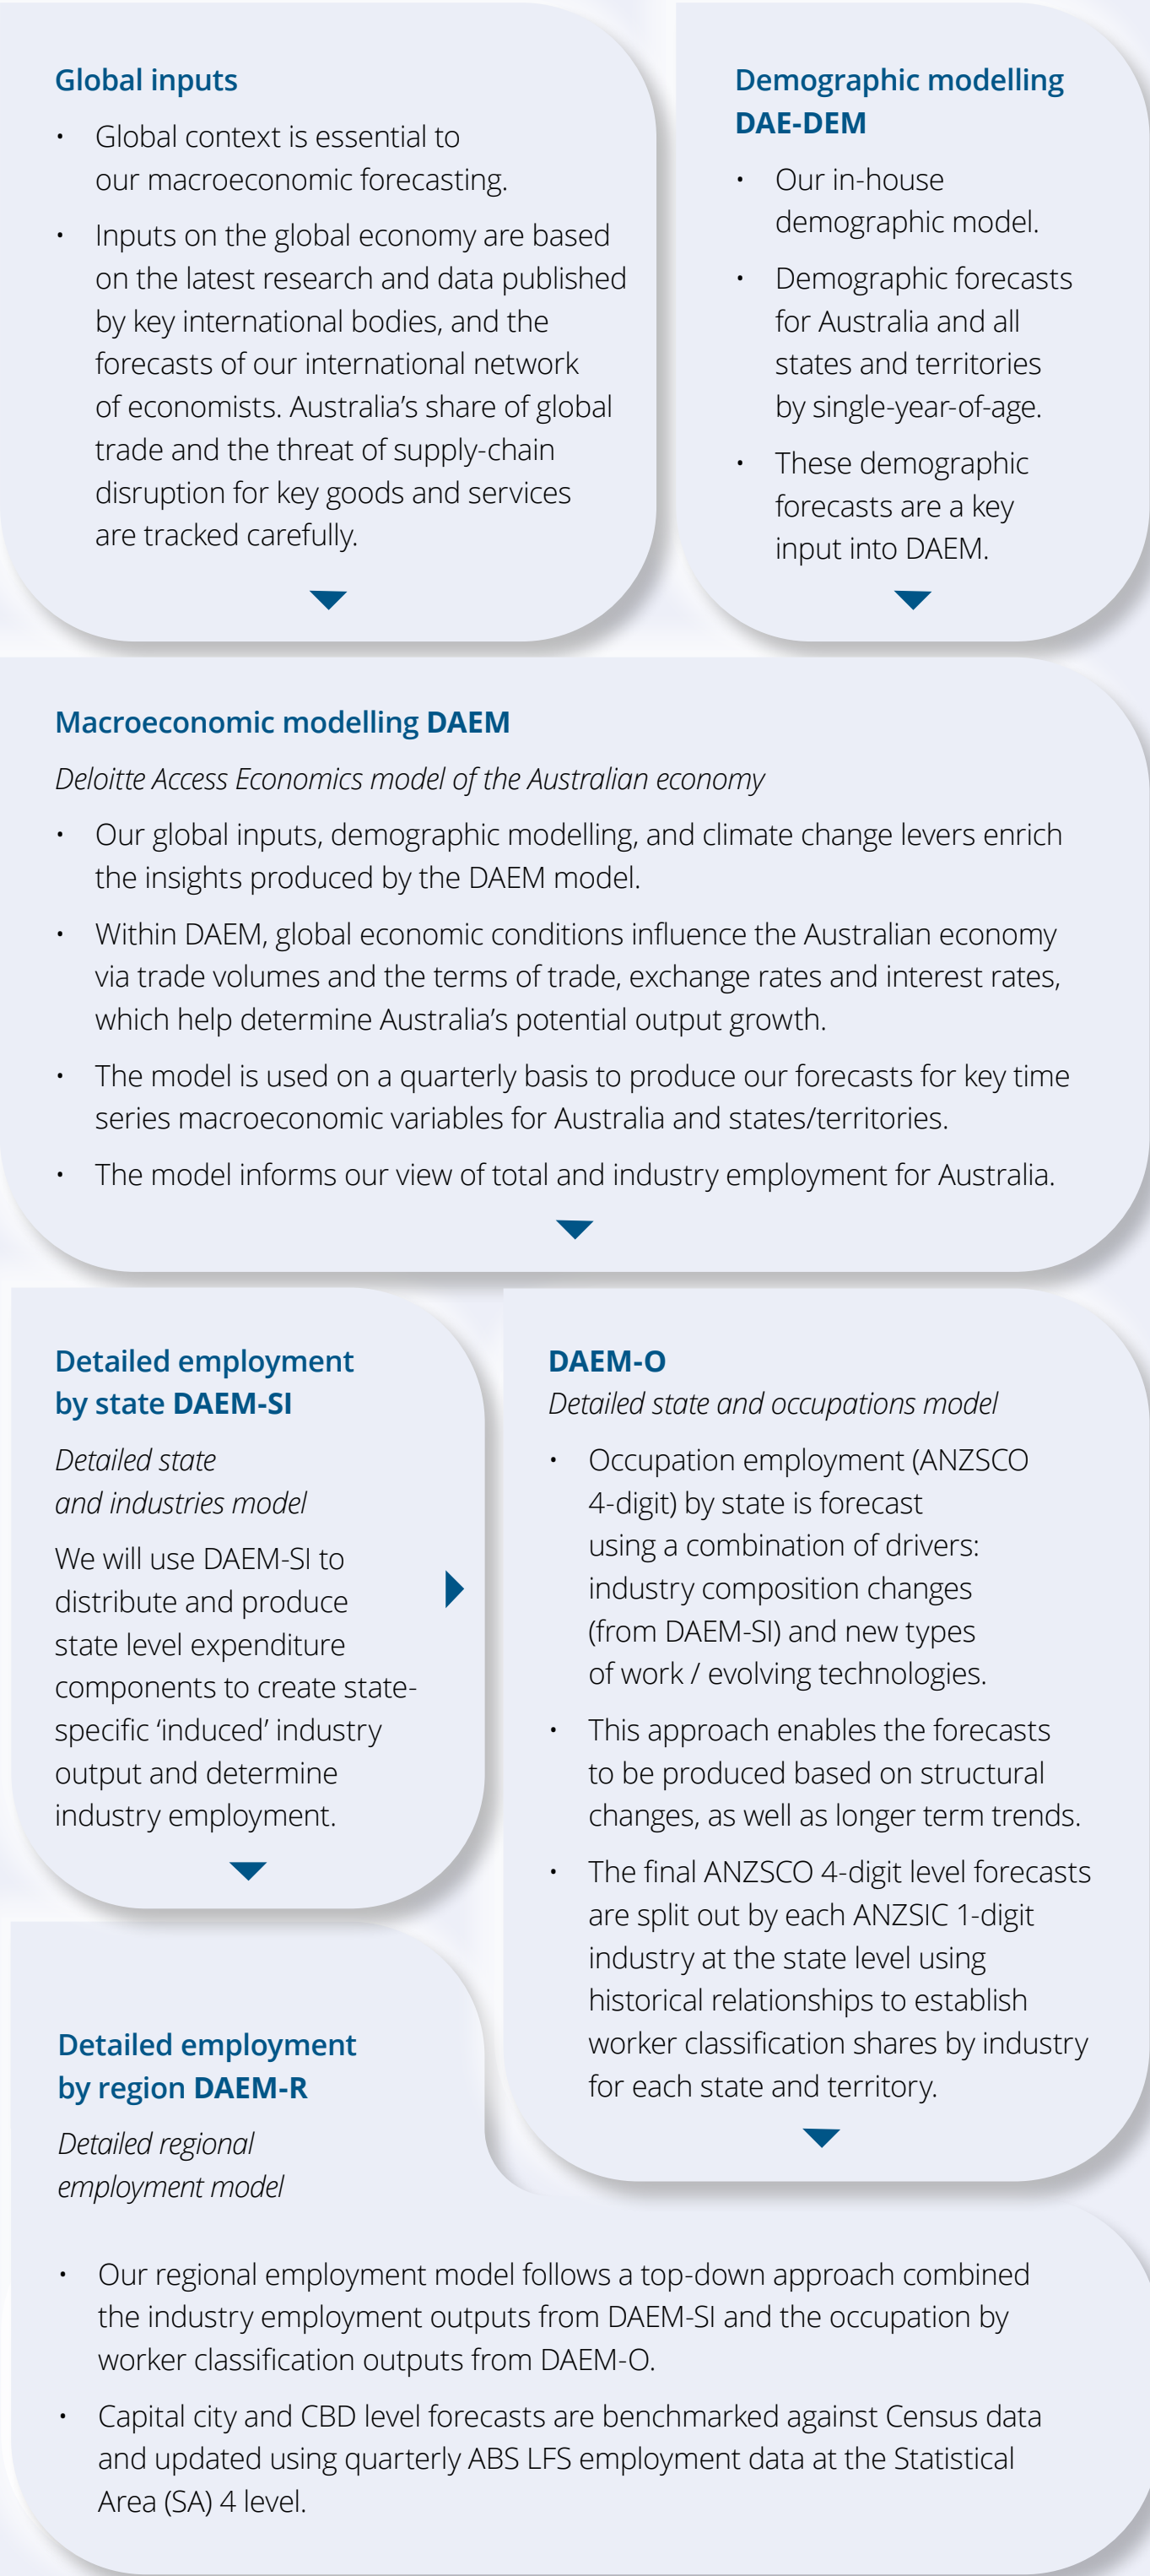 Global inputs
• Global context is essential to
our macroeconomic forecasting.
• Inputs on the global economy are based
on the latest research and data published
by key international bodies, and the
forecasts of our international network
of economists. Australia’s share of global
trade and the threat of supply-chain
disruption for key goods and services
are tracked carefully.
Demographic modelling
DAE-DEM
• Our in-house
demographic model.
• Demographic forecasts
for Australia and all
states and territories
by single-year-of-age.
• These demographic
forecasts are a key
input into DAEM.
Macroeconomic modelling DAEM
Deloitte Access Economics model of the Australian economy
• Our global inputs, demographic modelling, and climate change levers enrich
the insights produced by the DAEM model.
• Within DAEM, global economic conditions influence the Australian economy
via trade volumes and the terms of trade, exchange rates and interest rates,
which help determine Australia’s potential output growth.
• The model is used on a quarterly basis to produce our forecasts for key time
series macroeconomic variables for Australia and states/territories.
• The model informs our view of total and industry employment for Australia.
Detailed employment
by state DAEM-SI
Detailed state
and industries model
We will use DAEM-SI to
distribute and produce
state level expenditure
components to create state-
specific ‘induced’ industry
output and determine
industry employment.
DAEM-O
Detailed state and occupations model
• Occupation employment (ANZSCO
4-digit) by state is forecast
using a combination of drivers:
industry composition changes
(from DAEM-SI) and new types
of work / evolving technologies.
• This approach enables the forecasts
to be produced based on structural
changes, as well as longer term trends.
• The final ANZSCO 4-digit level forecasts
are split out by each ANZSIC 1-digit
industry at the state level using
historical relationships to establish
worker classification shares by industry
for each state and territory.
Detailed employment
by region DAEM-R
Detailed regional
employment model
• Our regional employment model follows a top-down approach combined
the industry employment outputs from DAEM-SI and the occupation by
worker classification outputs from DAEM-O.
• Capital city and CBD level forecasts are benchmarked against Census data
and updated using quarterly ABS LFS employment data at the Statistical
Area (SA) 4 level.